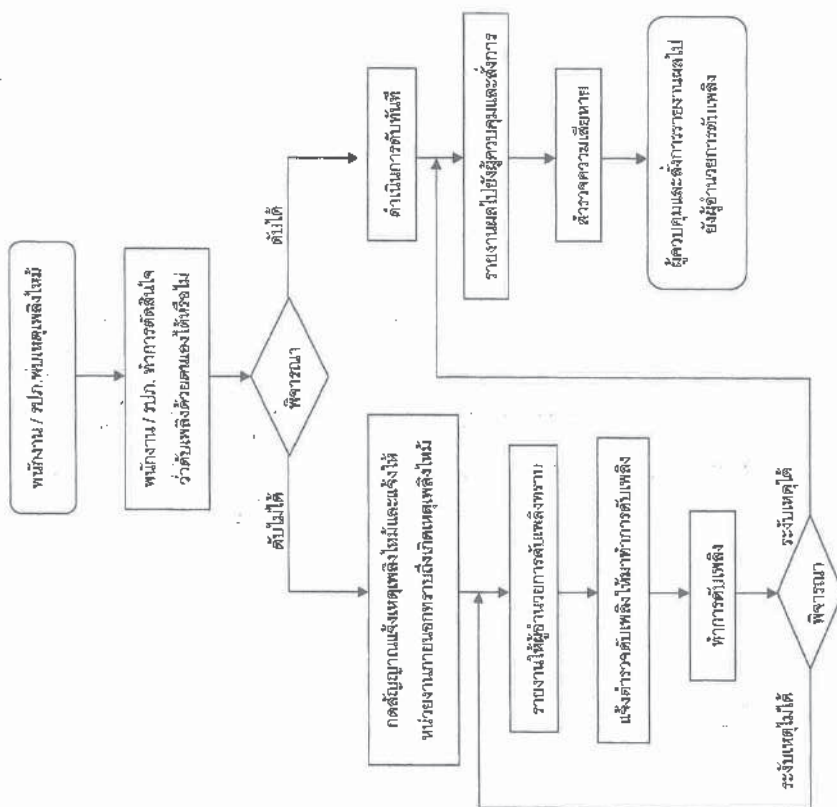 พนักงาน / รปภ.พบเหตุเพลิงไหม้
พนักงาน / รปภ. ทำการตัดสินใจ
ว่าดับเพลิงด้วยตนเองได้หรือไม่
พิจารณา
ดับไม่ได้
ดับได้
กดสัญญาณแจ้งเหตุเพลิงไหม้และแจ้งให้
หน่วยงานภายนอกทราบถึงเกิดเหตุเพลิงไหม้
รายงานให้ผู้อำนวยการดับเพลิงทราบ
แจ้งตำรวจดับเพลิงให้มาทำการดับเพลิง
ทำการดับเพลิง
พิจารณา
ระงับเหตุไม่ได้
ระงับเหตุได้
ดำเนินการดับทันที
รายงานผลไปยังผู้ควบคุมและสั่งการ
สำรวจความเสียหาย
ผู้ควบคุมและสั่งการรายงานผลไป
ยังผู้อำนวยการดับเพลิง